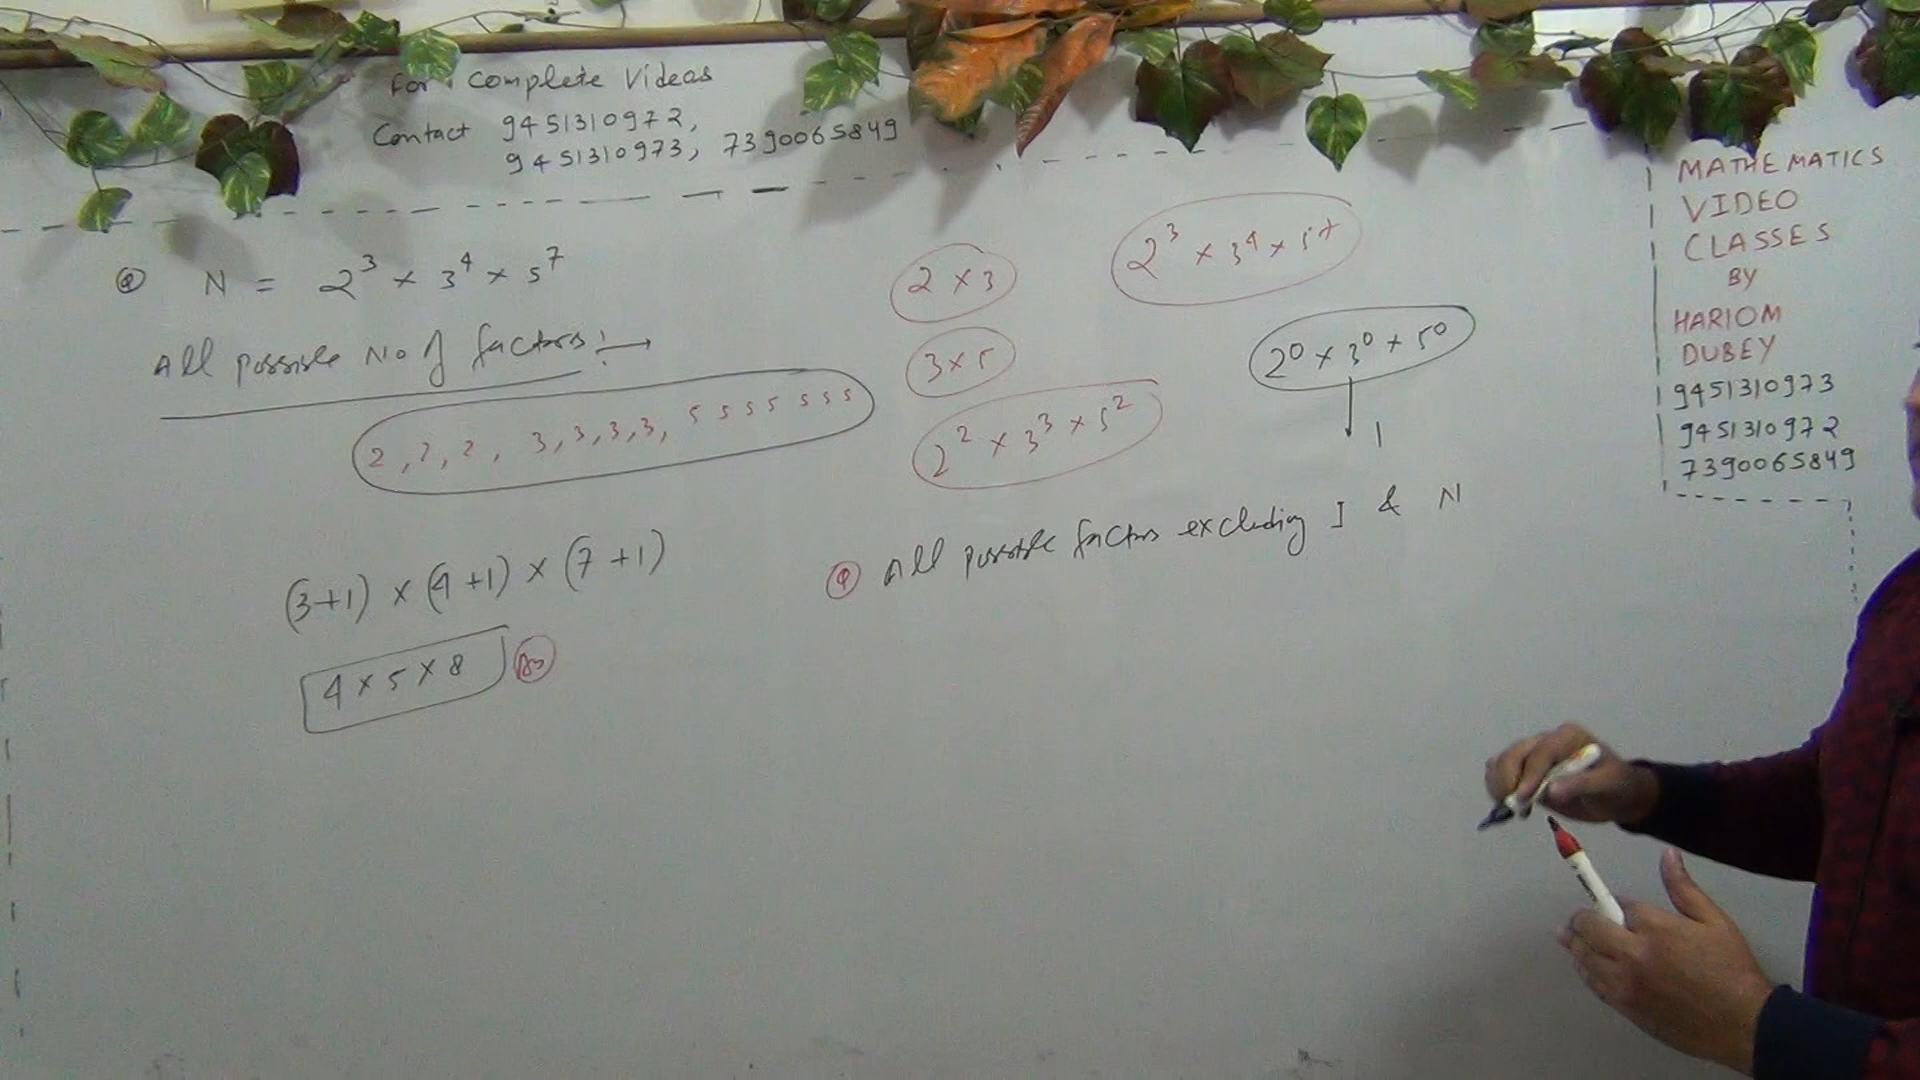 For complete Videos
Contact 9451310972,
9451310973, 7390065849
Q N = 2³ × 3⁴ × 5⁷
All possible No of factors :→
2, 2, 2, 3, 3, 3, 3, 5 5 5 5 5 5 5
(3+1) × (4+1) × (7+1)
4 × 5 × 8
2 × 3
3 × 5
2² × 3³ × 5²
2³ × 3⁴ × 5⁷
2⁰ × 3⁰ × 5⁰
1
Q All possible factors excluding 1 & N
MATHEMATICS
VIDEO
CLASSES
BY
HARIOM
DUBEY
9451310973
9451310972
7390065849